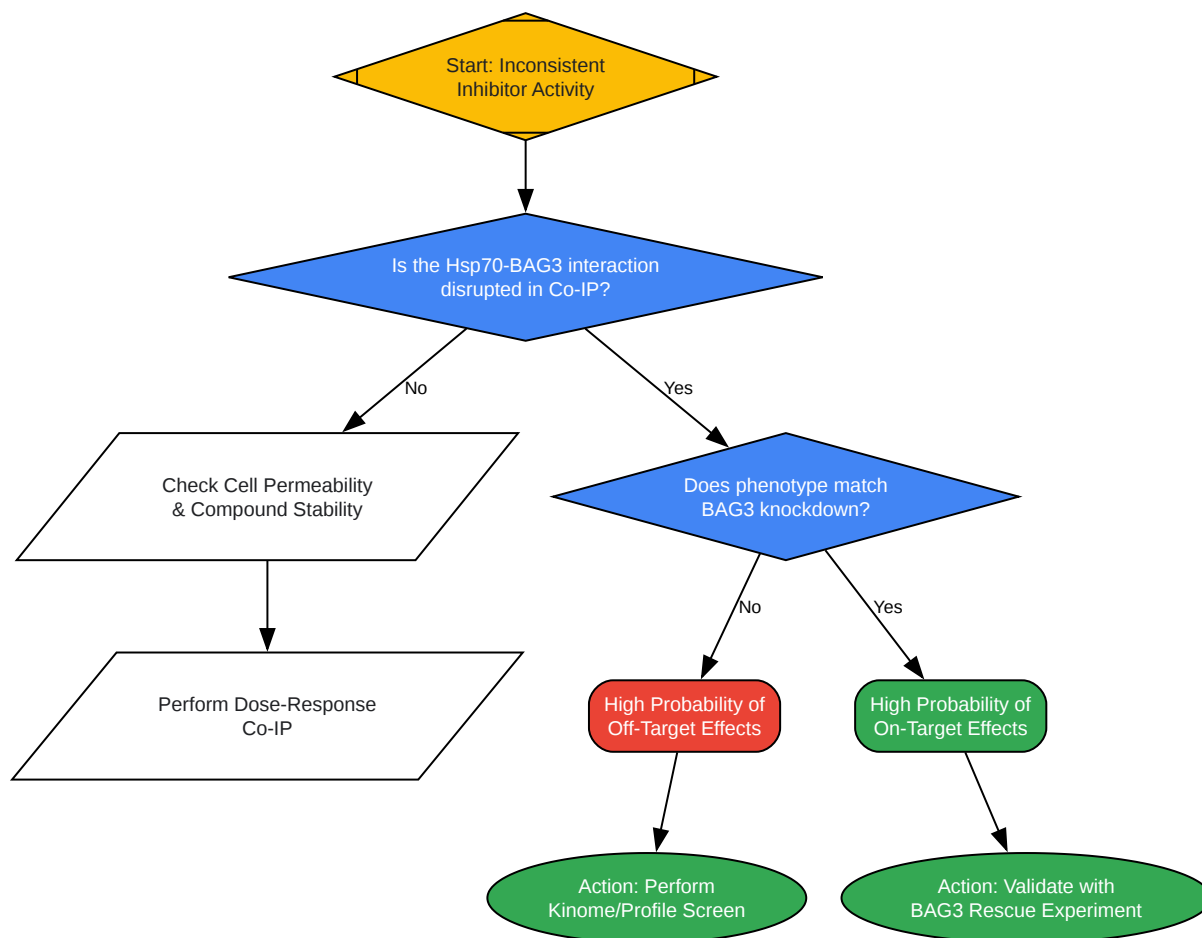 Start: Inconsistent
Inhibitor Activity
Is the Hsp70-BAG3 interaction
disrupted in Co-IP?
No
Yes
Check Cell Permeability
& Compound Stability
Does phenotype match
BAG3 knockdown?
No
Yes
Perform Dose-Response
Co-IP
High Probability of
Off-Target Effects
High Probability of
On-Target Effects
Action: Perform
Kinome/Profile Screen
Action: Validate with
BAG3 Rescue Experiment